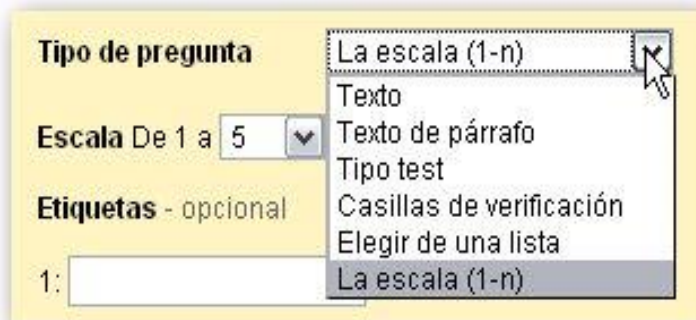 Tipo de pregunta La escala (1-n)
Texto
Escala De 1 a 5 Texto de párrafo
Tipo test
Etiquetas - opcional Casillas de verificación
Elegir de una lista
1: La escala (1-n)